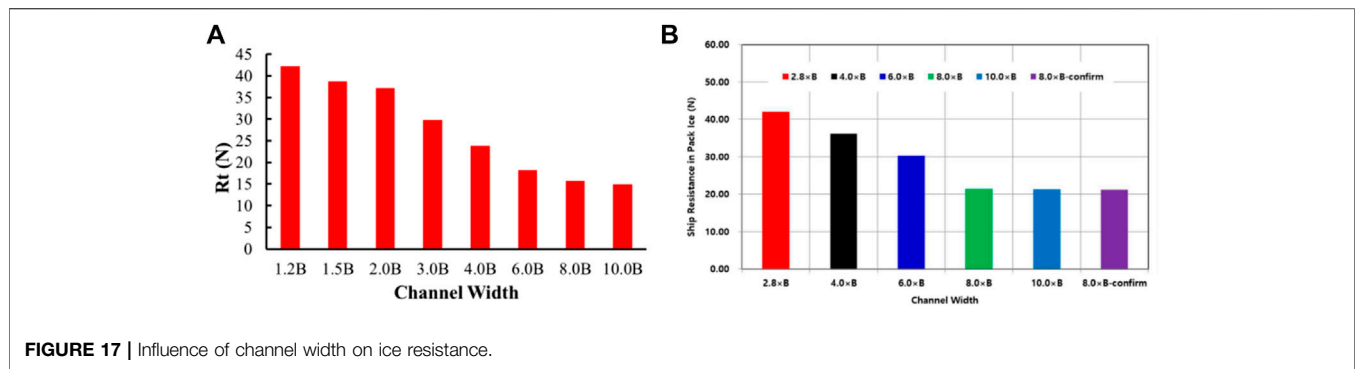 A
45
40
35
30
25
20
15
10
5
0
Rt (N)
1.2B 1.5B 2.0B 3.0B 4.0B 6.0B 8.0B 10.0B
Channel Width
B
60.00
50.00
40.00
30.00
20.00
10.00
0.00
Ship Resistance in Pack Ice (N)
2.8×B 4.0×B 6.0×B 8.0×B 10.0×B 8.0×B-confirm
2.8×B 4.0×B 6.0×B 8.0×B 10.0×B 8.0×B-confirm
Channel Width
FIGURE 17 | Influence of channel width on ice resistance.